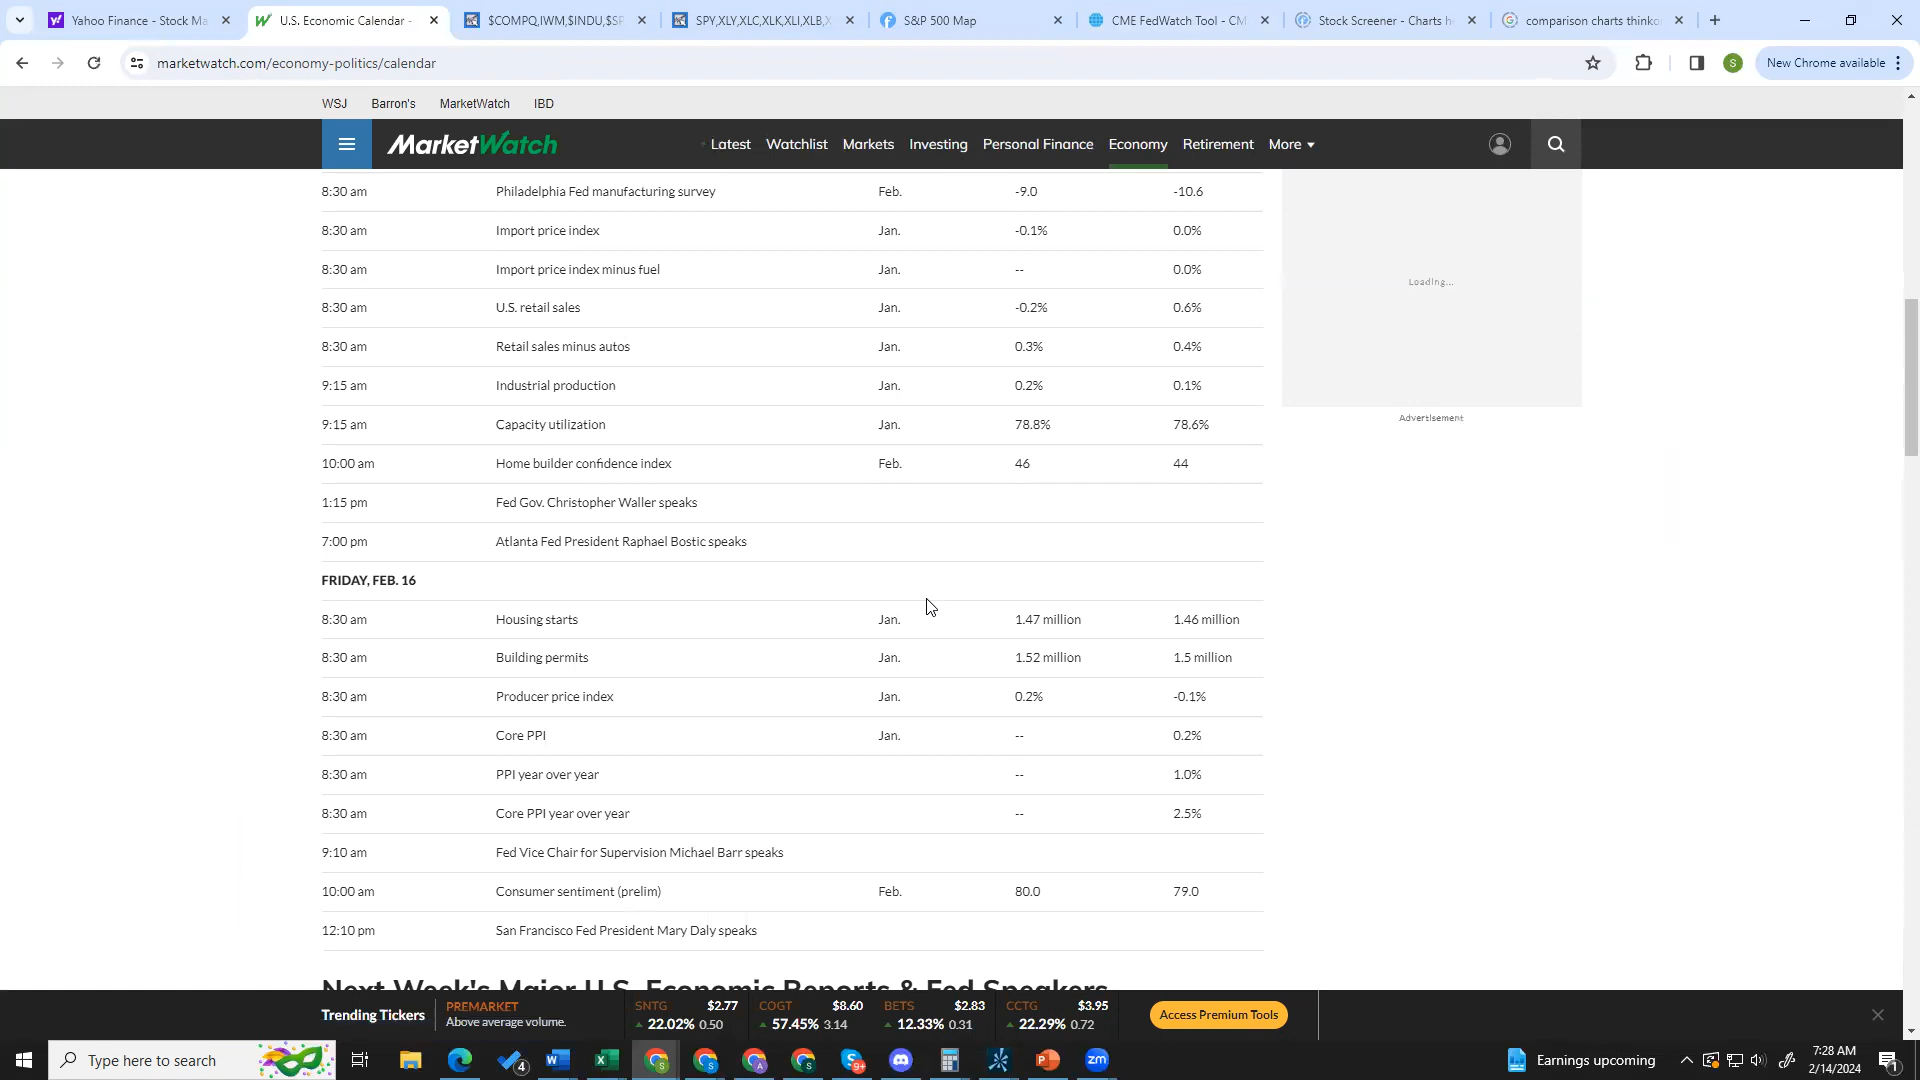 Yahoo Finance - Stock Ma
U.S. Economic Calendar -
$COMPQ,IWM,$INDU,$SP
SPY,XLY,XLC,XLK,XLI,XLB,X
S&P 500 Map
CME FedWatch Tool - CM
Stock Screener - Charts h
comparison charts thinko
marketwatch.com/economy-politics/calendar
S
New Chrome available
WSJ Barron's MarketWatch IBD
MarketWatch
Latest Watchlist Markets Investing Personal Finance Economy Retirement More
8:30 am Philadelphia Fed manufacturing survey Feb. -9.0 -10.6
8:30 am Import price index Jan. -0.1% 0.0%
8:30 am Import price index minus fuel Jan. -- 0.0%
8:30 am U.S. retail sales Jan. -0.2% 0.6%
8:30 am Retail sales minus autos Jan. 0.3% 0.4%
9:15 am Industrial production Jan. 0.2% 0.1%
9:15 am Capacity utilization Jan. 78.8% 78.6%
10:00 am Home builder confidence index Feb. 46 44
1:15 pm Fed Gov. Christopher Waller speaks
7:00 pm Atlanta Fed President Raphael Bostic speaks
FRIDAY, FEB. 16
8:30 am Housing starts Jan. 1.47 million 1.46 million
8:30 am Building permits Jan. 1.52 million 1.5 million
8:30 am Producer price index Jan. 0.2% -0.1%
8:30 am Core PPI Jan. -- 0.2%
8:30 am PPI year over year -- 1.0%
8:30 am Core PPI year over year -- 2.5%
9:10 am Fed Vice Chair for Supervision Michael Barr speaks
10:00 am Consumer sentiment (prelim) Feb. 80.0 79.0
12:10 pm San Francisco Fed President Mary Daly speaks
Next Week's Major U.S. Economic Reports & Fed Speakers
Loading...
Advertisement
Trending Tickers
PREMARKET
Above average volume.
SNTG $2.77
22.02% 0.50
COGT $8.60
57.45% 3.14
BETS $2.83
12.33% 0.31
CCTG $3.95
22.29% 0.72
Access Premium Tools
Type here to search
4
9+
zm
Earnings upcoming
7:28 AM
2/14/2024
1